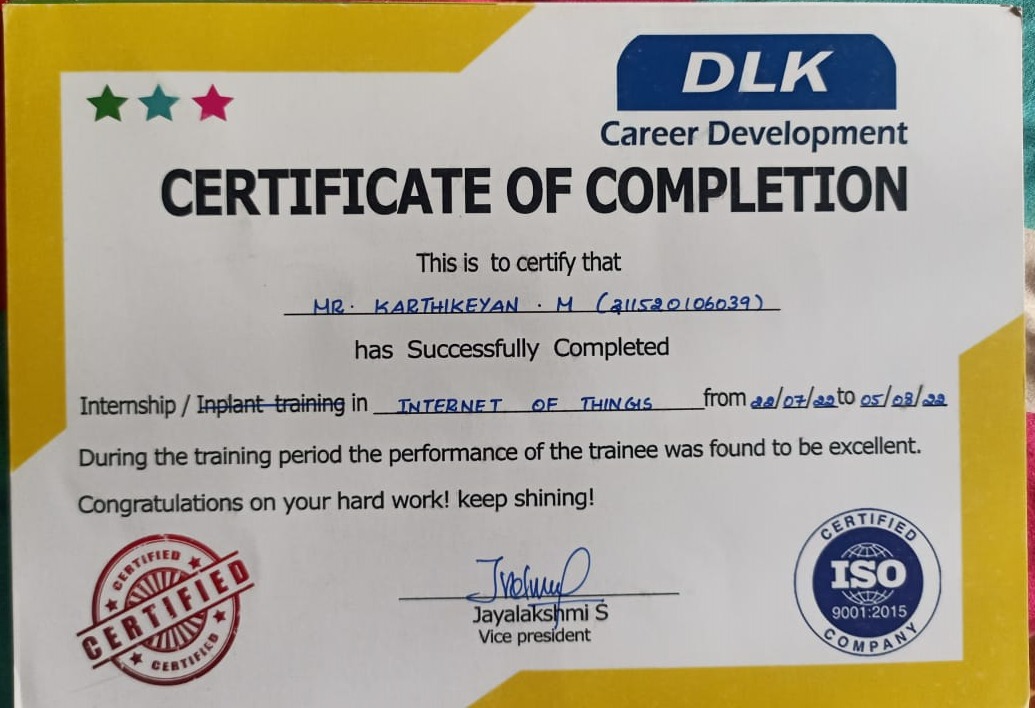 DLK
Career Development
CERTIFICATE OF COMPLETION
This is to certify that
MR. KARTHIKEYAN . M (311520106039)
has Successfully Completed
Internship / Inplant training in INTERNET OF THINGS from 22/07/22 to 05/08/22
During the training period the performance of the trainee was found to be excellent.
Congratulations on your hard work! keep shining!
CERTIFIED
CERTIFIED
CERTIFIED
Jayalakshmi S
Vice president
CERTIFIED
ISO
9001:2015
COMPANY